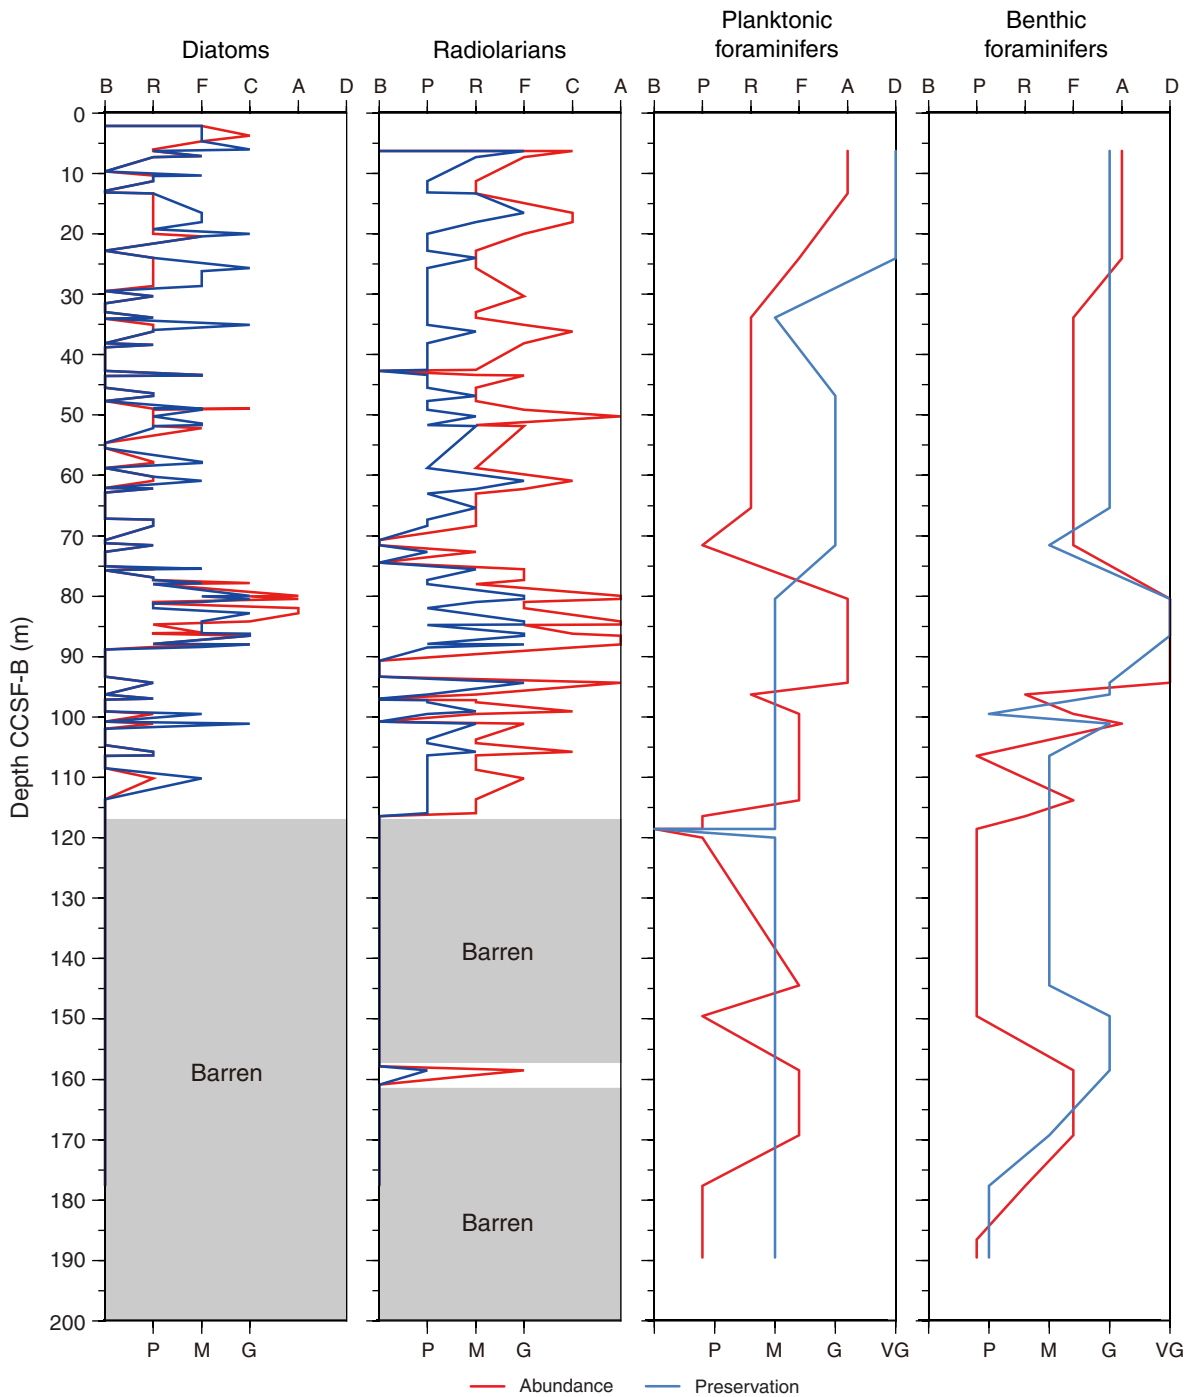 Planktonic
foraminifers
Benthic
foraminifers
Diatoms
Radiolarians
B R F C A D
B P R F C A
B P R F A D
B P R F A D
0
10
20
30
40
50
60
70
80
90
100
110
120
130
140
150
160
170
180
190
200
Depth CCSF-B (m)
Barren
Barren
Barren
P M G
P M G
P M G VG
P M G VG
Abundance
Preservation